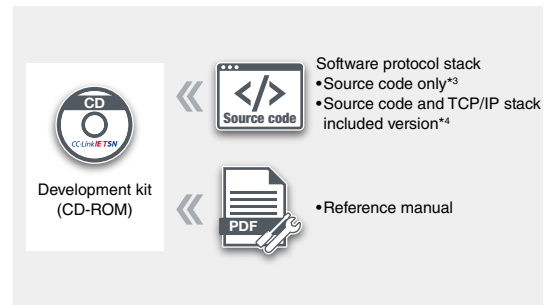 CD
CC-Link IE TSN
Development kit
(CD-ROM)
</>
Source code
Software protocol stack
•Source code only*3
•Source code and TCP/IP stack
included version*4
PDF
•Reference manual